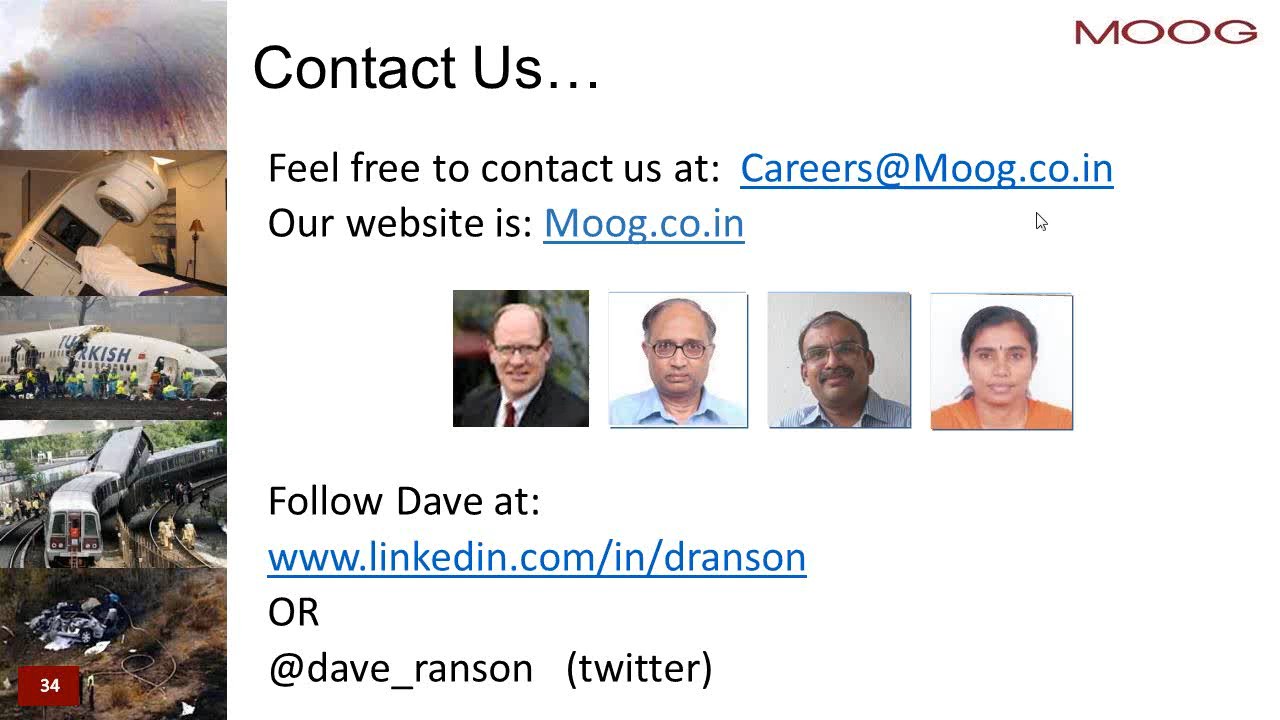 MOOG
Contact Us…
Feel free to contact us at: Careers@Moog.co.in
Our website is: Moog.co.in
TURKISH
Follow Dave at:
www.linkedin.com/in/dranson
OR
@dave_ranson (twitter)
34